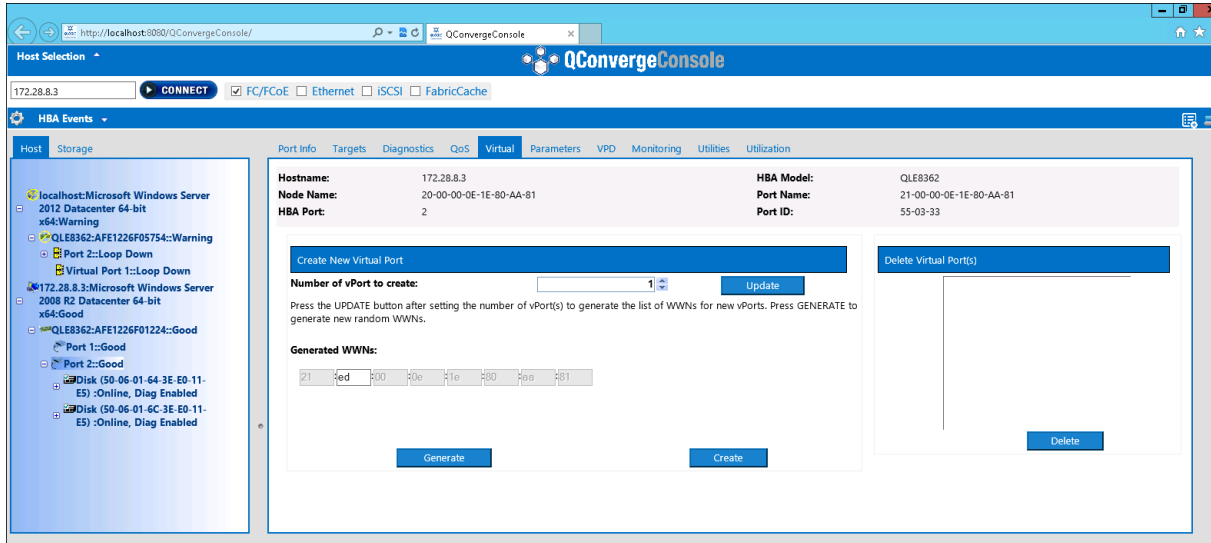 http://localhost:8080/QConvergeConsole/
QConvergeConsole
Host Selection
QConvergeConsole
172.28.8.3 CONNECT FC/FCoE Ethernet iSCSI FabricCache
HBA Events
Host Storage
Port Info Targets Diagnostics QoS Virtual Parameters VPD Monitoring Utilities Utilization
localhost:Microsoft Windows Server
2012 Datacenter 64-bit
x64:Warning
QLE8362:AFE1226F05754::Warning
Port 2::Loop Down
Virtual Port 1::Loop Down
172.28.8.3:Microsoft Windows Server
2008 R2 Datacenter 64-bit
x64:Good
QLE8362:AFE1226F01224::Good
Port 1::Good
Port 2::Good
Disk (50-06-01-64-3E-E0-11-
E5) :Online, Diag Enabled
Disk (50-06-01-6C-3E-E0-11-
E5) :Online, Diag Enabled
Hostname: 172.28.8.3 HBA Model: QLE8362
Node Name: 20-00-00-0E-1E-80-AA-81 Port Name: 21-00-00-0E-1E-80-AA-81
HBA Port: 2 Port ID: 55-03-33
Create New Virtual Port
Number of vPort to create: 1 Update
Press the UPDATE button after setting the number of vPort(s) to generate the list of WWNs for new vPorts. Press GENERATE to
generate new random WWNs.
Generated WWNs:
21 :ed :00 :0e :1e :80 :aa :81
Generate Create
Delete Virtual Port(s)
Delete